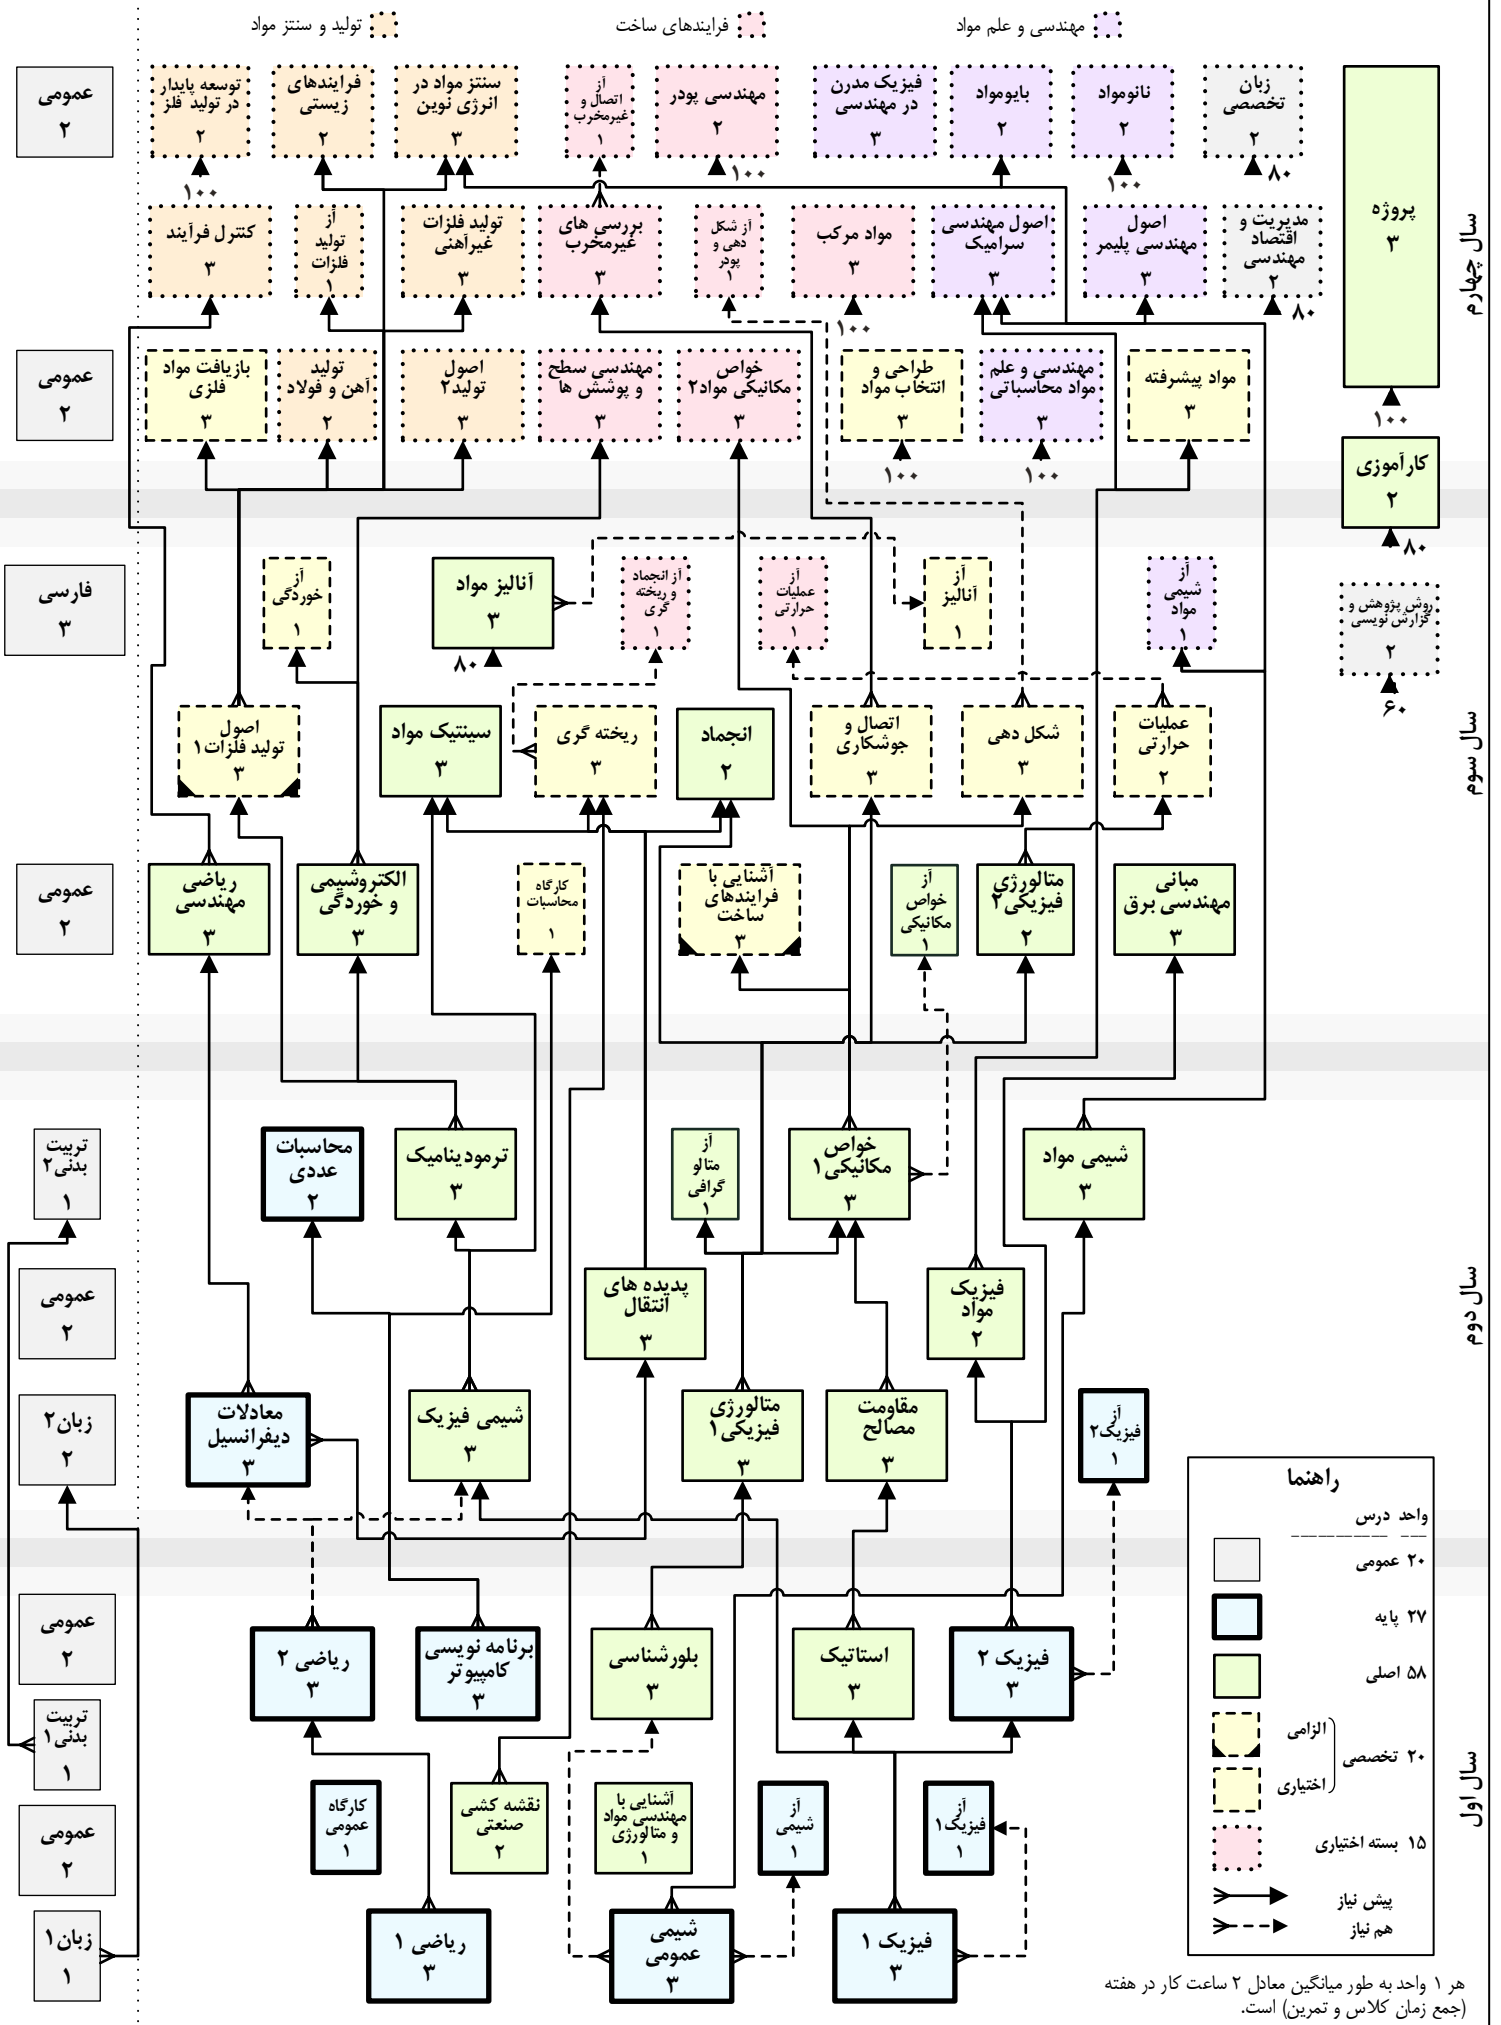 مهندسی و علم مواد
فرایندهای ساخت
تولید و سنتز مواد
پروژه
۳
زبان
تخصصی
۲
۸۰
نانومواد
۲
۱۰۰
بایومواد
۲
فیزیک مدرن
در مهندسی
۳
مهندسی پودر
۲
۱۰۰
آز
اتصال و
غیرمخرب
۱
سنتز مواد در
انرژی نوین
۳
فرایندهای
زیستی
۲
توسعه پایدار
در تولید فلز
۲
۱۰۰
عمومی
۲
سال چهارم
مدیریت و
اقتصاد
مهندسی
۲
۸۰
اصول
مهندسی پلیمر
۳
اصول مهندسی
سرامیک
۳
مواد مرکب
۳
۱۰۰
آز شکل
دهی و
پودر
۱
بررسی های
غیرمخرب
۳
تولید فلزات
غیرآهنی
۳
آز
تولید
فلزات
۱
کنترل فرآیند
۳
۱۰۰
مواد پیشرفته
۳
مهندسی و علم
مواد محاسباتی
۳
۱۰۰
طراحی و
انتخاب مواد
۳
۱۰۰
خواص
مکانیکی مواد۲
۳
مهندسی سطح
و پوشش ها
۳
اصول
تولید۲
۳
تولید
آهن و فولاد
۲
بازیافت مواد
فلزی
۳
عمومی
۲
کارآموزی
۲
۸۰
روش پژوهش و
گزارش نویسی
۲
۶۰
آز
شیمی
مواد
۱
آز
آنالیز
۱
آز
عملیات
حرارتی
۱
آز انجماد
و ریخته
گری
۱
آنالیز مواد
۳
۸۰
آز
خوردگی
۱
فارسی
۳
سال سوم
عملیات
حرارتی
۲
شکل دهی
۳
اتصال و
جوشکاری
۳
انجماد
۲
ریخته گری
۳
سینتیک مواد
۳
اصول
تولید فلزات۱
۳
مبانی
مهندسی برق
۳
متالورژی
فیزیکی۲
۲
آز
خواص
مکانیکی
۱
آشنایی با
فرایندهای
ساخت
۳
کارگاه
محاسبات
۱
الکتروشیمی
و خوردگی
۳
ریاضی
مهندسی
۳
عمومی
۲
شیمی مواد
۳
خواص
مکانیکی۱
۳
آز
متالو
گرافی
۱
ترمودینامیک
۳
محاسبات
عددی
۲
تربیت
بدنی۲
۱
سال دوم
فیزیک
مواد
۲
پدیده های
انتقال
۳
عمومی
۲
آز
فیزیک۲
۱
مقاومت
مصالح
۳
متالورژی
فیزیکی۱
۳
شیمی فیزیک
۳
معادلات
دیفرانسیل
۳
زبان۲
۲
فیزیک ۲
۳
استاتیک
۳
بلورشناسی
۳
برنامه نویسی
کامپیوتر
۳
ریاضی ۲
۳
عمومی
۲
تربیت
بدنی۱
۱
سال اول
آز
فیزیک۱
۱
آز
شیمی
۱
آشنایی با
مهندسی مواد
و متالورژی
۱
نقشه کشی
صنعتی
۲
کارگاه
عمومی
۱
عمومی
۲
فیزیک ۱
۳
شیمی
عمومی
۳
ریاضی ۱
۳
زبان۱
۱
راهنما
واحد درس
۲۰ عمومی
۲۷ پایه
۵۸ اصلی
الزامی
۲۰ تخصصی
اختیاری
۱۵ بسته اختیاری
پیش نیاز
هم نیاز
هر ۱ واحد به طور میانگین معادل ۲ ساعت کار در هفته
(جمع زمان کلاس و تمرین) است.